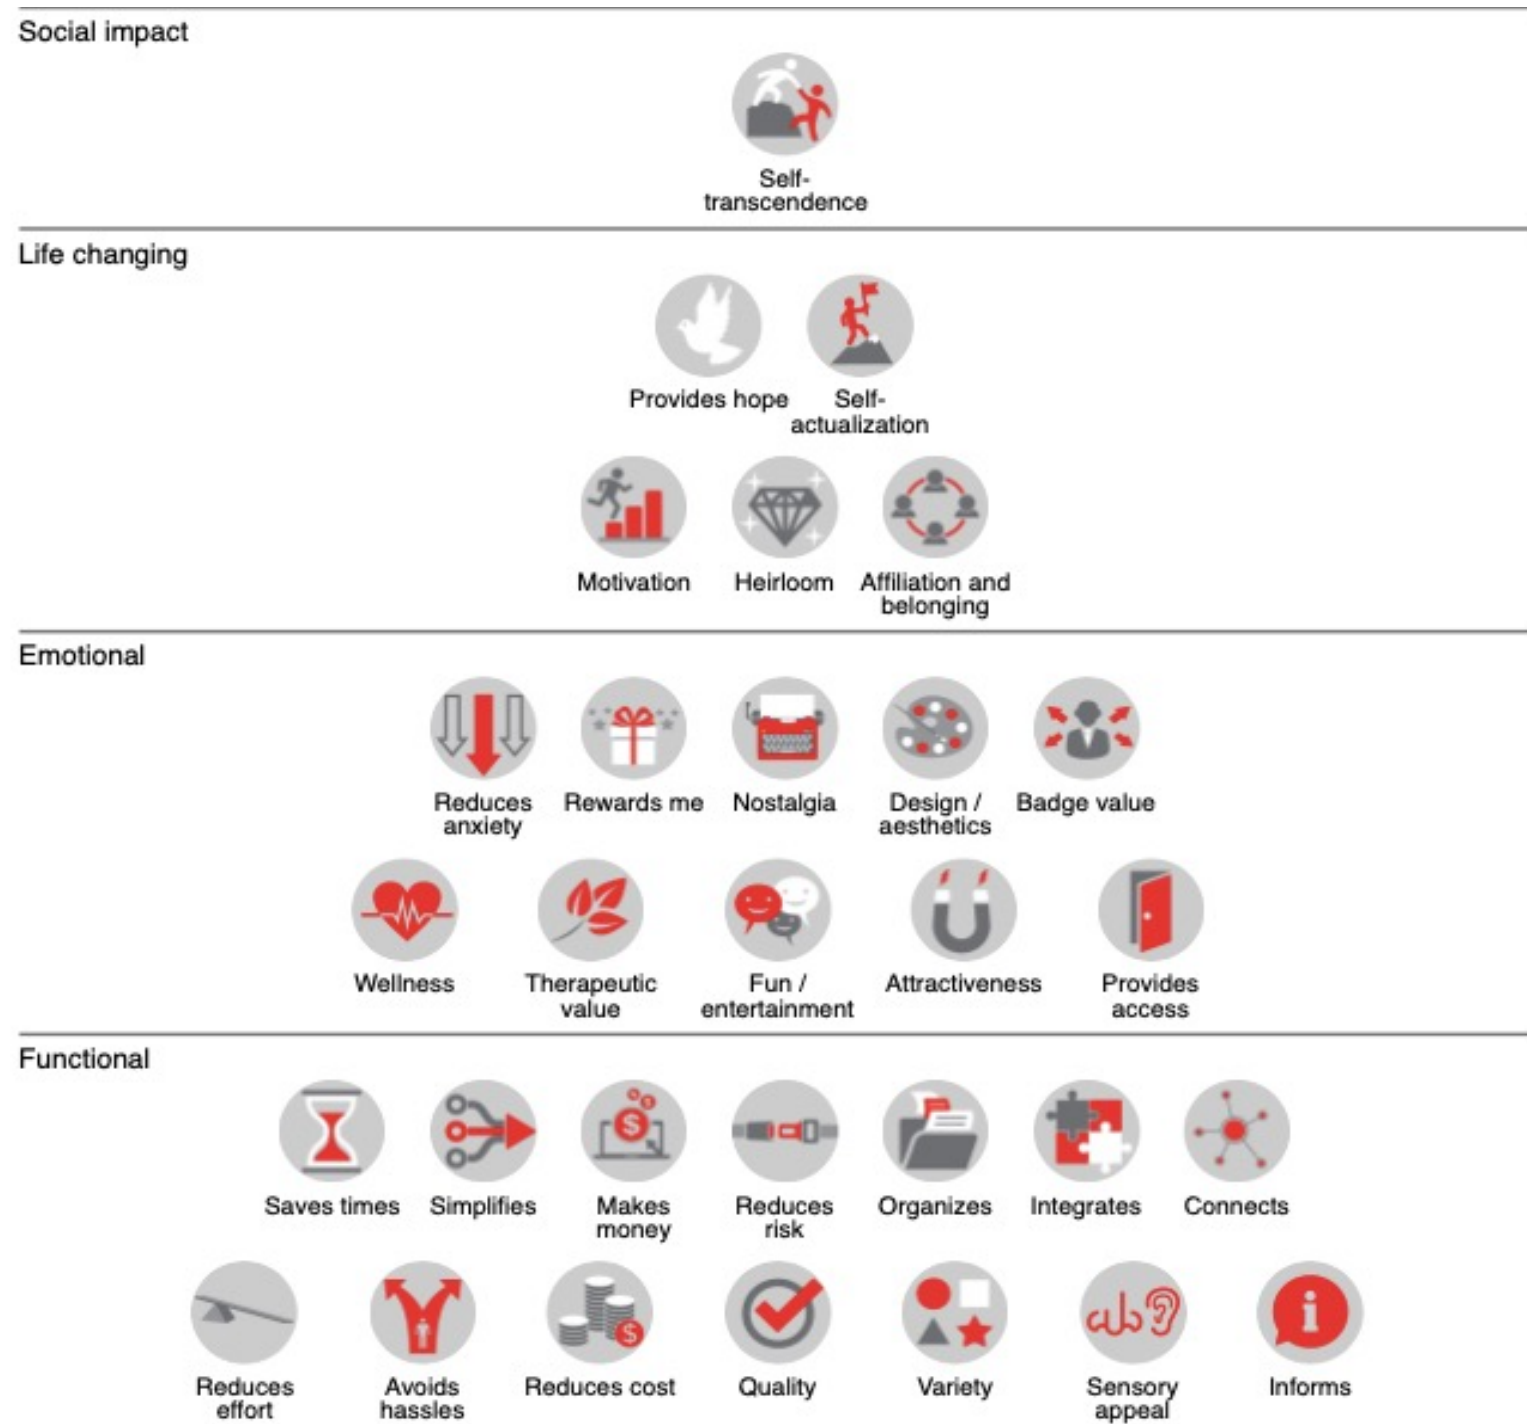 Social impact
Self-
transcendence
Life changing
Provides hope
Self-
actualization
Motivation
Heirloom
Affiliation and
belonging
Emotional
Reduces
anxiety
Rewards me
Nostalgia
Design /
aesthetics
Badge value
Wellness
Therapeutic
value
Fun /
entertainment
Attractiveness
Provides
access
Functional
Saves times
Simplifies
$
Makes
money
Reduces
risk
Organizes
Integrates
Connects
Reduces
effort
Avoids
hassles
$
Reduces cost
Quality
Variety
Sensory
appeal
i
Informs